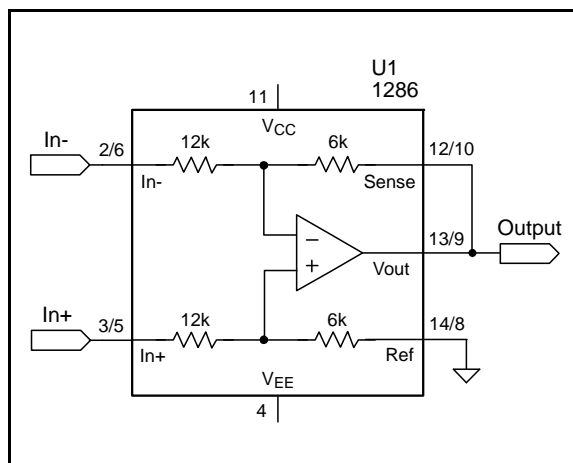 U1
1286
11
VCC
In-
2/6
12k
6k
12/10
In-
Sense
Output
13/9
Vout
In+
3/5
12k
6k
14/8
In+
Ref
VEE
4